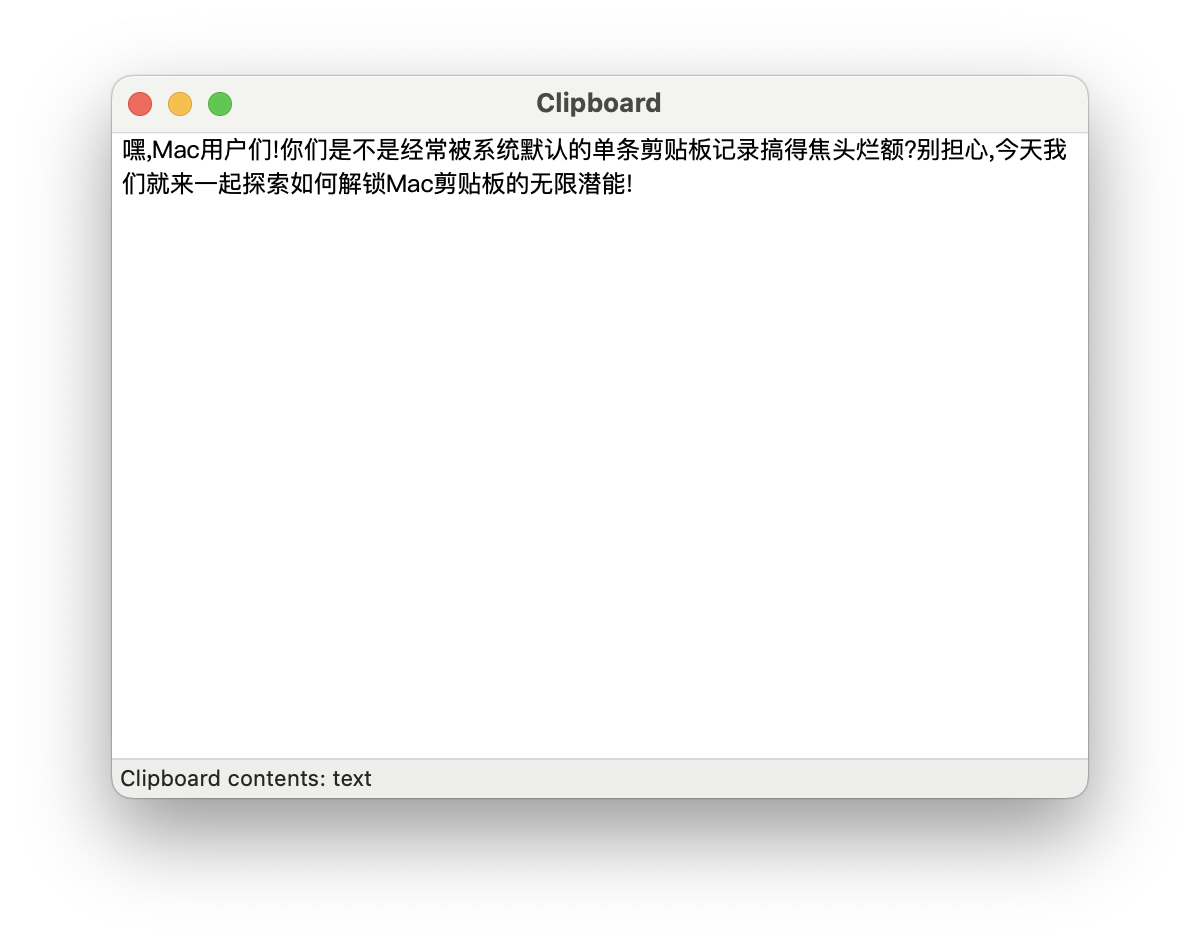 Clipboard
嘿,Mac用户们!你们是不是经常被系统默认的单条剪贴板记录搞得焦头烂额?别担心,今天我
们就来一起探索如何解锁Mac剪贴板的无限潜能!
Clipboard contents: text